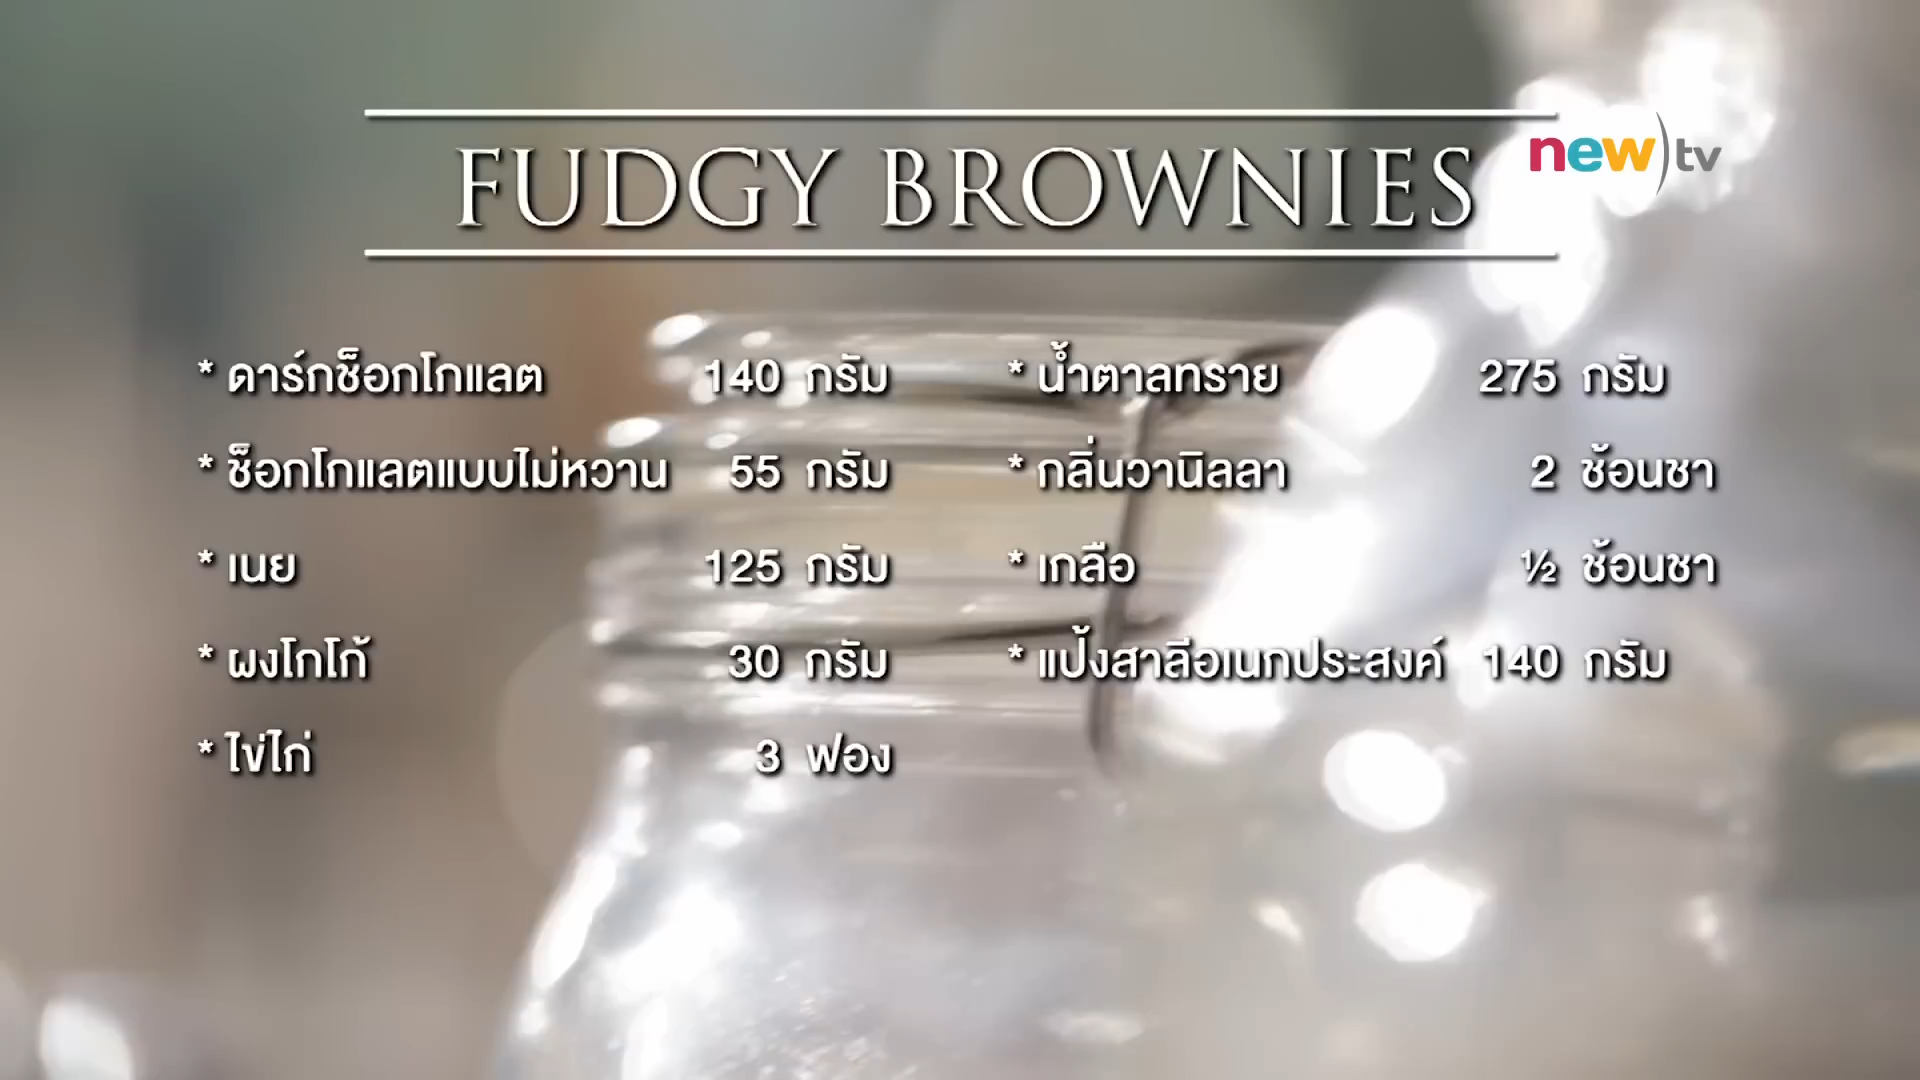 FUDGY BROWNIES
new)tv
* ดาร์กช็อกโกแลต 140 กรัม
* ช็อกโกแลตแบบไม่หวาน 55 กรัม
* เนย 125 กรัม
* ผงโกโก้ 30 กรัม
* ไข่ไก่ 3 ฟอง
* น้ำตาลทราย 275 กรัม
* กลิ่นวานิลลา 2 ช้อนชา
* เกลือ ½ ช้อนชา
* แป้งสาลีอเนกประสงค์ 140 กรัม